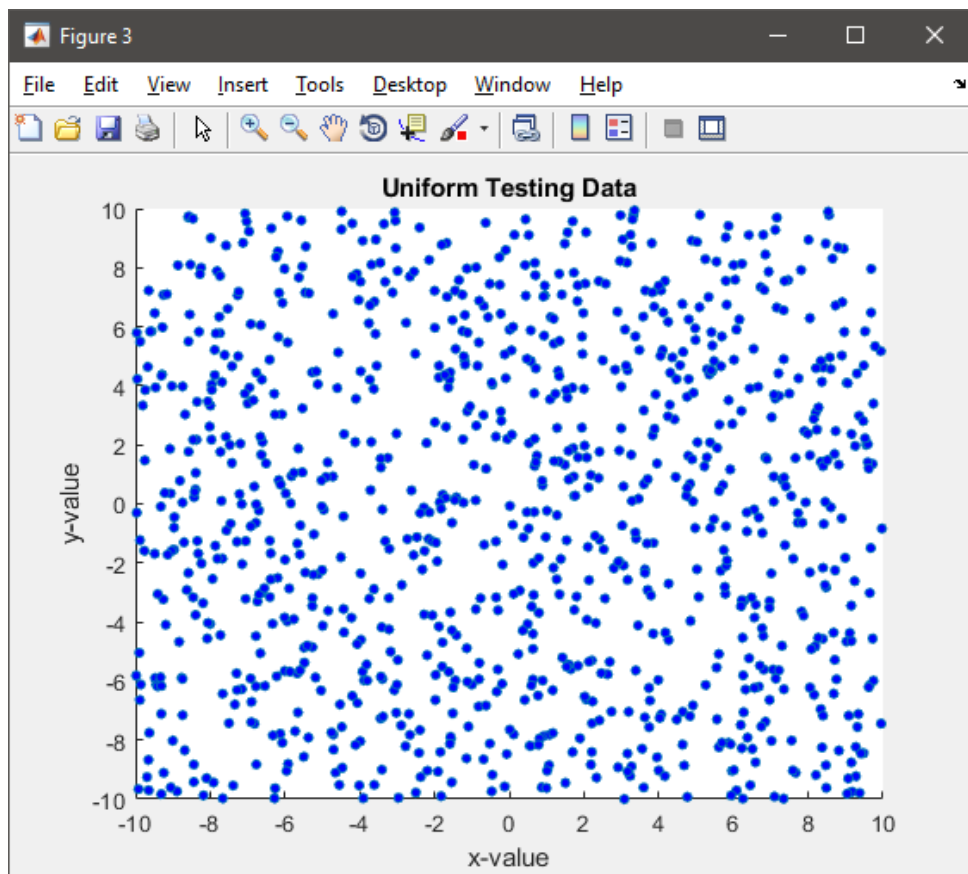 Figure 3
File Edit View Insert Tools Desktop Window Help
Uniform Testing Data
10
8
6
4
2
0
-2
-4
-6
-8
-10
y-value
-10 -8 -6 -4 -2 0 2 4 6 8 10
x-value